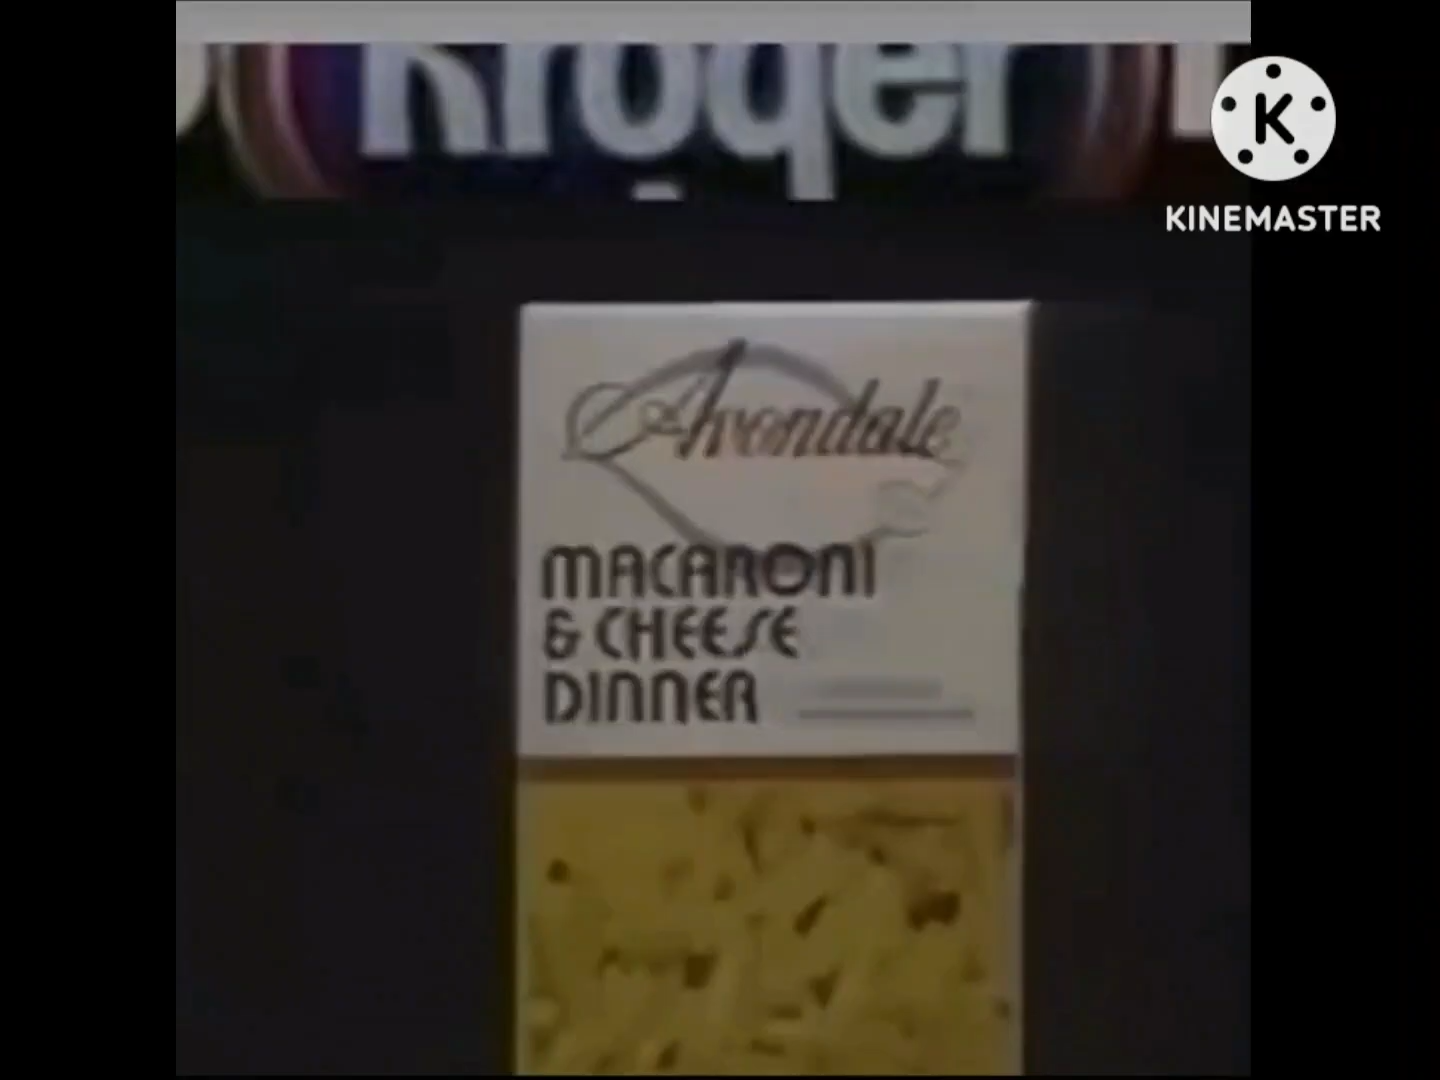 Kroger
K
KINEMASTER
Avondale
MACARONI
& CHEESE
DINNER